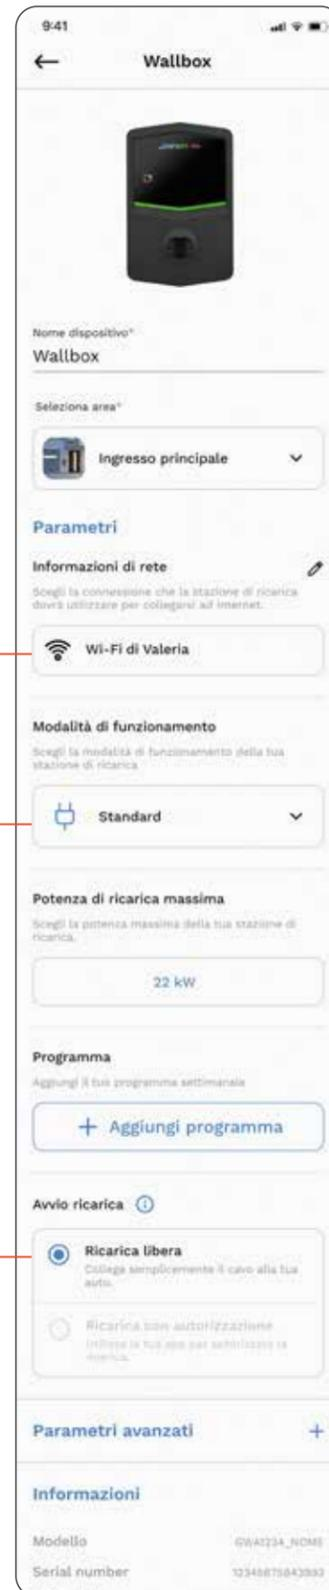 9:41
Wallbox
Nome dispositivo*
Wallbox
Seleziona area*
Ingresso principale
Parametri
Informazioni di rete
Scegli la connessione che la stazione di ricarica
dovrà utilizzare per collegarsi ad internet.
Wi-Fi di Valeria
Modalità di funzionamento
Scegli la modalità di funzionamento della tua
stazione di ricarica
Standard
Potenza di ricarica massima
Scegli la potenza massima della tua stazione di
ricarica.
22 kW
Programma
Aggiungi il tuo programma settimanale
+ Aggiungi programma
Avvio ricarica
Ricarica libera
Collega semplicemente il cavo alla tua
auto.
Ricarica con autorizzazione
Utilizza la tua app per autorizzare la
ricarica.
Parametri avanzati +
Informazioni
Modello
Serial number